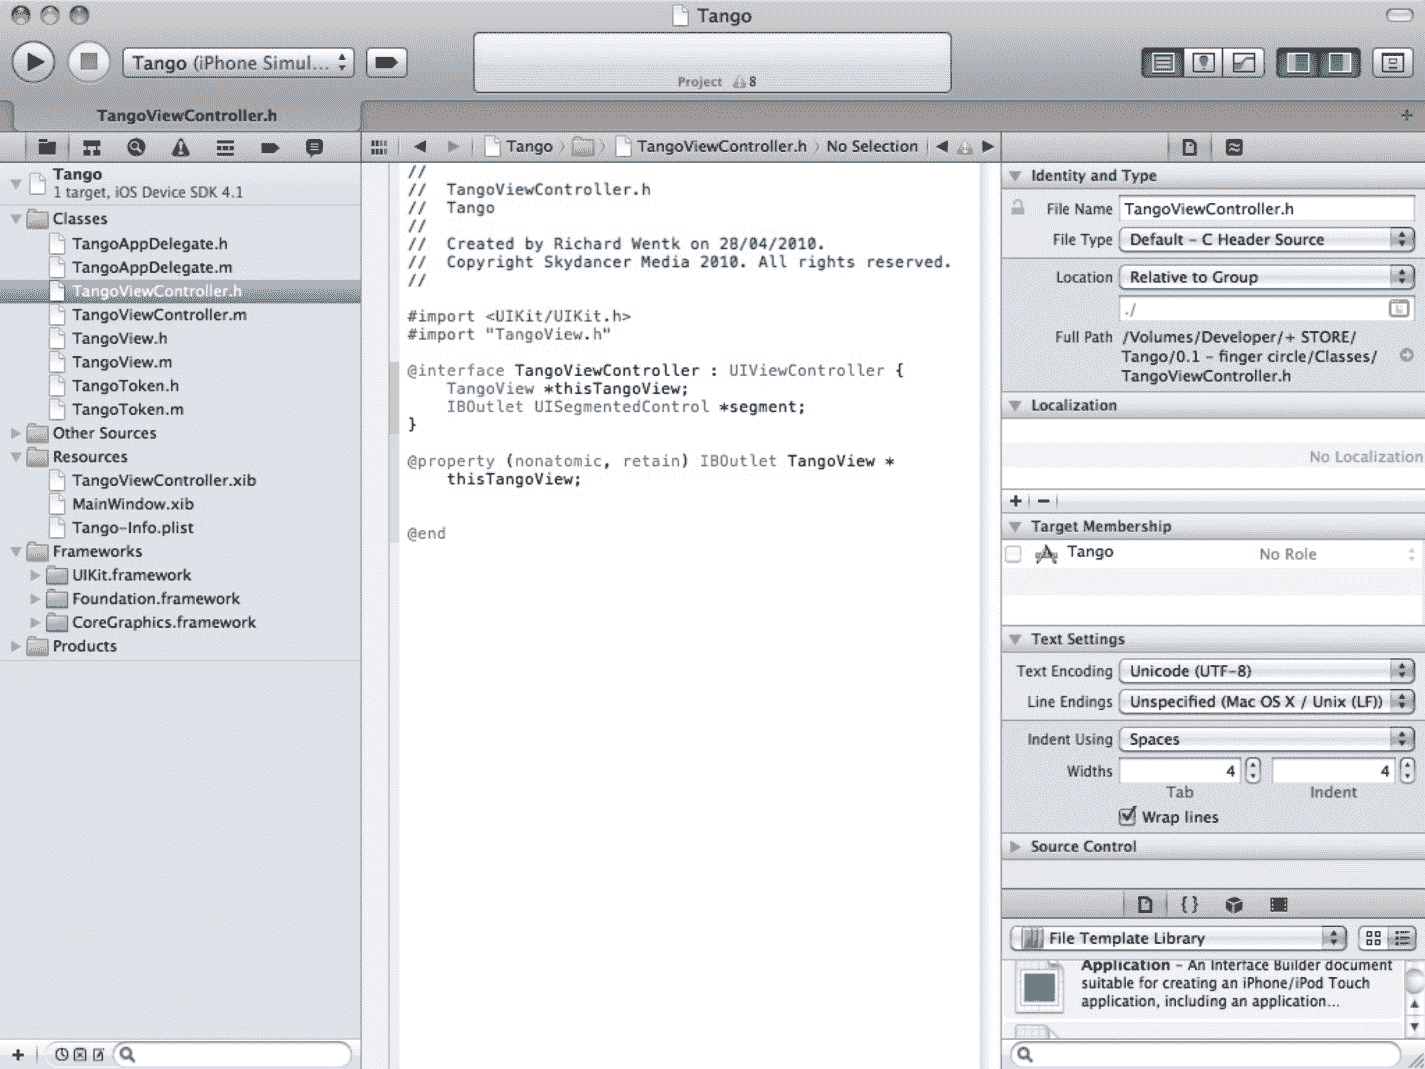 Tango
Tango (iPhone Simul...
Project 8
TangoViewController.h
Tango
TangoViewController.h
No Selection
Tango
1 target, iOS Device SDK 4.1
Classes
TangoAppDelegate.h
TangoAppDelegate.m
TangoViewController.h
TangoViewController.m
TangoView.h
TangoView.m
TangoToken.h
TangoToken.m
Other Sources
Resources
TangoViewController.xib
MainWindow.xib
Tango-Info.plist
Frameworks
UIKit.framework
Foundation.framework
CoreGraphics.framework
Products
//
//  TangoViewController.h
//  Tango
//
//  Created by Richard Wentk on 28/04/2010.
//  Copyright Skydancer Media 2010. All rights reserved.
//
#import <UIKit/UIKit.h>
#import "TangoView.h"
@interface TangoViewController : UIViewController {
    TangoView *thisTangoView;
    IBOutlet UISegmentedControl *segment;
}
@property (nonatomic, retain) IBOutlet TangoView *
    thisTangoView;
@end
Identity and Type
File Name TangoViewController.h
File Type Default - C Header Source
Location Relative to Group
./
Full Path /Volumes/Developer/+ STORE/
Tango/0.1 - finger circle/Classes/
TangoViewController.h
Localization
No Localization
+ −
Target Membership
Tango No Role
Text Settings
Text Encoding Unicode (UTF-8)
Line Endings Unspecified (Mac OS X / Unix (LF))
Indent Using Spaces
Widths 4 4
Tab Indent
Wrap lines
Source Control
{ }
File Template Library
Application - An Interface Builder document
suitable for creating an iPhone/iPod Touch
application, including an application...